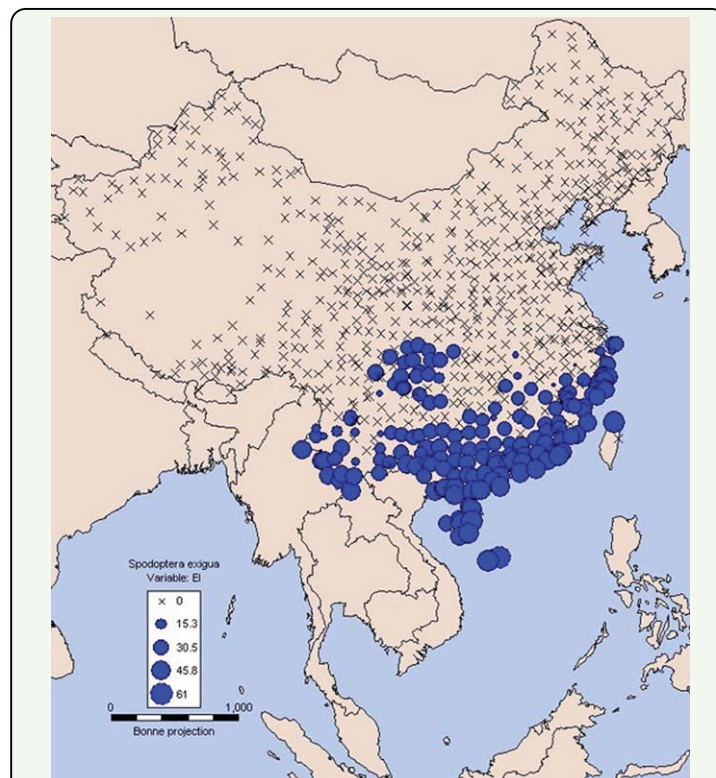 Spodoptera exigua
Variable: EI
0
15.3
30.5
45.8
61
0 1,000
Bonne projection